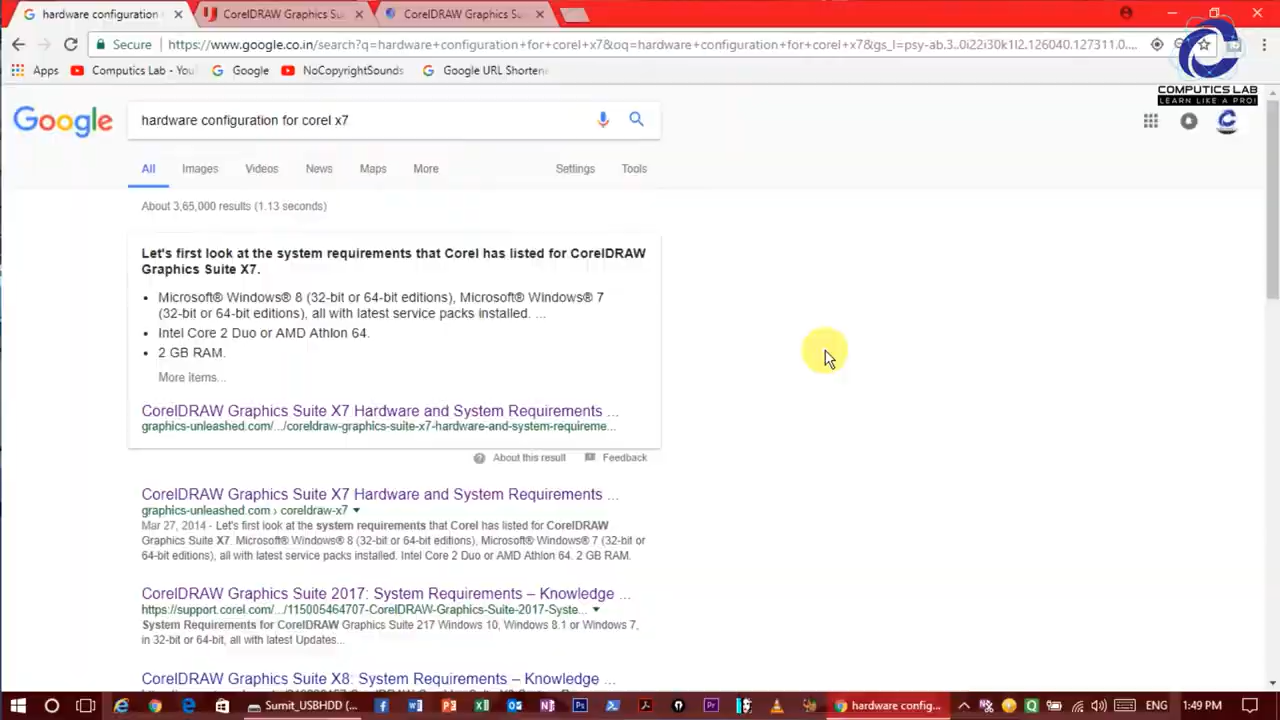 hardware configuration
CorelDRAW Graphics Su
CorelDRAW Graphics Su
Secure
https://www.google.co.in/search?q=hardware+configuration+for+corel+x7&oq=hardware+configuration+for+corel+x7&gs_l=psy-ab.3..0i22i30k1l2.126040.127311.0....
Apps
Computics Lab - You
Google
NoCopyrightSounds
Google URL Shortene
COMPUTICS LAB
LEARN LIKE A PRO!
Google
hardware configuration for corel x7
All
Images
Videos
News
Maps
More
Settings
Tools
About 3,65,000 results (1.13 seconds)
Let's first look at the system requirements that Corel has listed for CorelDRAW
Graphics Suite X7.
• Microsoft® Windows® 8 (32-bit or 64-bit editions), Microsoft® Windows® 7
(32-bit or 64-bit editions), all with latest service packs installed. ...
• Intel Core 2 Duo or AMD Athlon 64.
• 2 GB RAM.
More items...
CorelDRAW Graphics Suite X7 Hardware and System Requirements ...
graphics-unleashed.com/.../coreldraw-graphics-suite-x7-hardware-and-system-requireme...
About this result
Feedback
CorelDRAW Graphics Suite X7 Hardware and System Requirements ...
graphics-unleashed.com › coreldraw-x7
Mar 27, 2014 - Let's first look at the system requirements that Corel has listed for CorelDRAW
Graphics Suite X7. Microsoft® Windows® 8 (32-bit or 64-bit editions), Microsoft® Windows® 7 (32-bit or
64-bit editions), all with latest service packs installed. Intel Core 2 Duo or AMD Athlon 64. 2 GB RAM.
CorelDRAW Graphics Suite 2017: System Requirements – Knowledge ...
https://support.corel.com/.../115005464707-CorelDRAW-Graphics-Suite-2017-Syste...
System Requirements for CorelDRAW Graphics Suite 217 Windows 10, Windows 8.1 or Windows 7,
in 32-bit or 64-bit, all with latest Updates...
CorelDRAW Graphics Suite X8: System Requirements – Knowledge ...
Sumit_USBHDD (...
hardware config...
ENG
1:49 PM